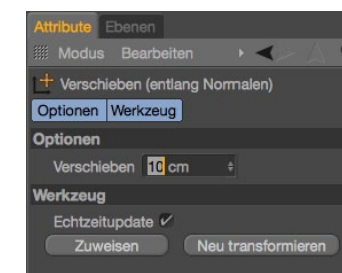 Attribute Ebenen
Modus Bearbeiten
Verschieben (entlang Normalen)
Optionen Werkzeug
Optionen
Verschieben 10 cm
Werkzeug
Echtzeitupdate
Zuweisen Neu transformieren